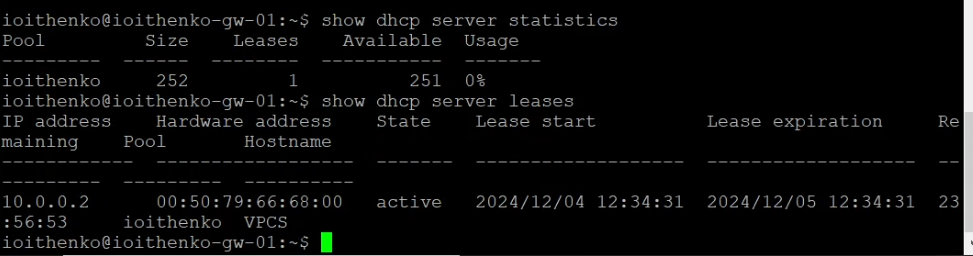 ioithenko@ioithenko-gw-01:~$ show dhcp server statistics
Pool         Size    Leases    Available  Usage
---------  ------  --------  -----------  -------
ioithenko     252         1          251  0%
ioithenko@ioithenko-gw-01:~$ show dhcp server leases
IP address    Hardware address    State    Lease start          Lease expiration     Re
maining    Pool       Hostname
------------  ------------------  -------  -------------------  -------------------  --
---------  ---------  ----------
10.0.0.2      00:50:79:66:68:00   active   2024/12/04 12:34:31  2024/12/05 12:34:31  23
:56:53     ioithenko  VPCS
ioithenko@ioithenko-gw-01:~$